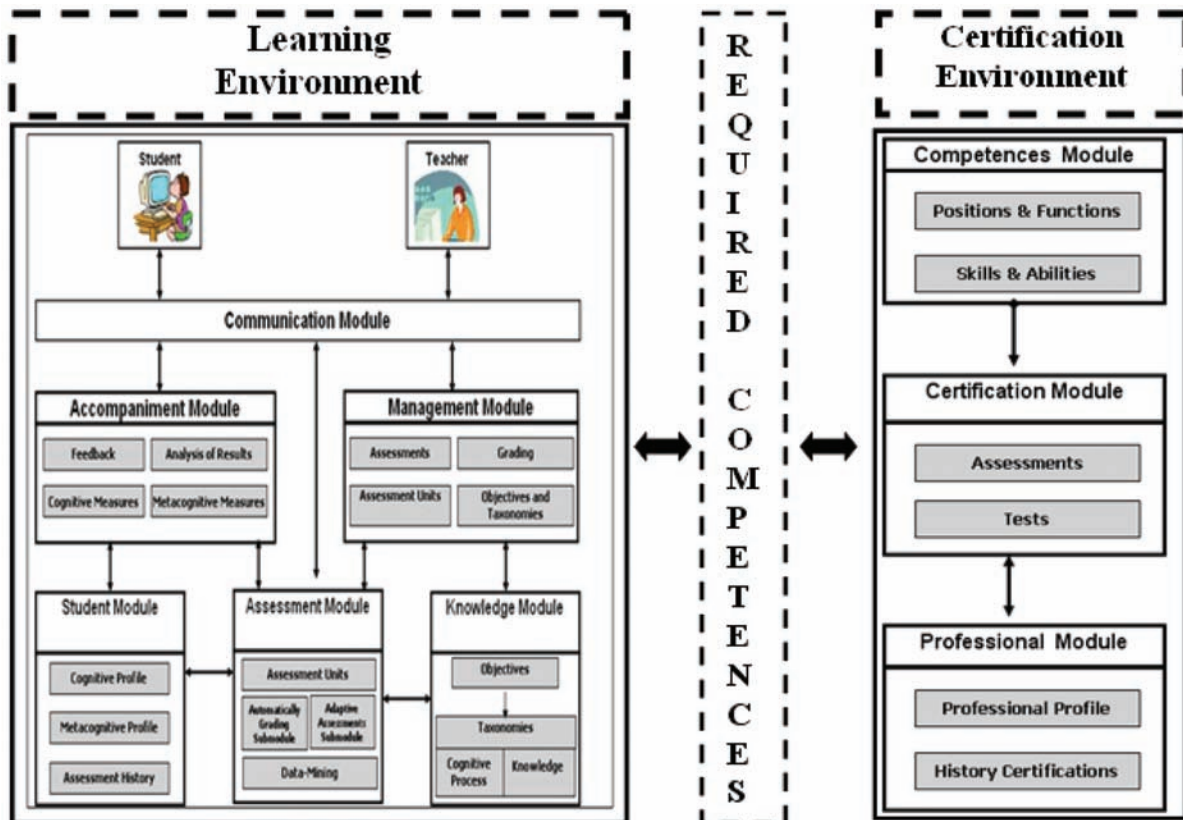 Learning
Environment
Student
Teacher
Communication Module
Accompaniment Module
Feedback
Analysis of Results
Cognitive Measures
Metacognitive Measures
Management Module
Assessments
Grading
Assessment Units
Objectives and
Taxonomies
Student Module
Cognitive Profile
Metacognitive Profile
Assessment History
Assessment Module
Assessment Units
Automatically
Grading
Submodule
Adaptive
Assessments
Submodule
Data-Mining
Knowledge Module
Objectives
Taxonomies
Cognitive
Process
Knowledge
R
E
Q
U
I
R
E
D
C
O
M
P
E
T
E
N
C
E
S
Certification
Environment
Competences Module
Positions & Functions
Skills & Abilities
Certification Module
Assessments
Tests
Professional Module
Professional Profile
History Certifications